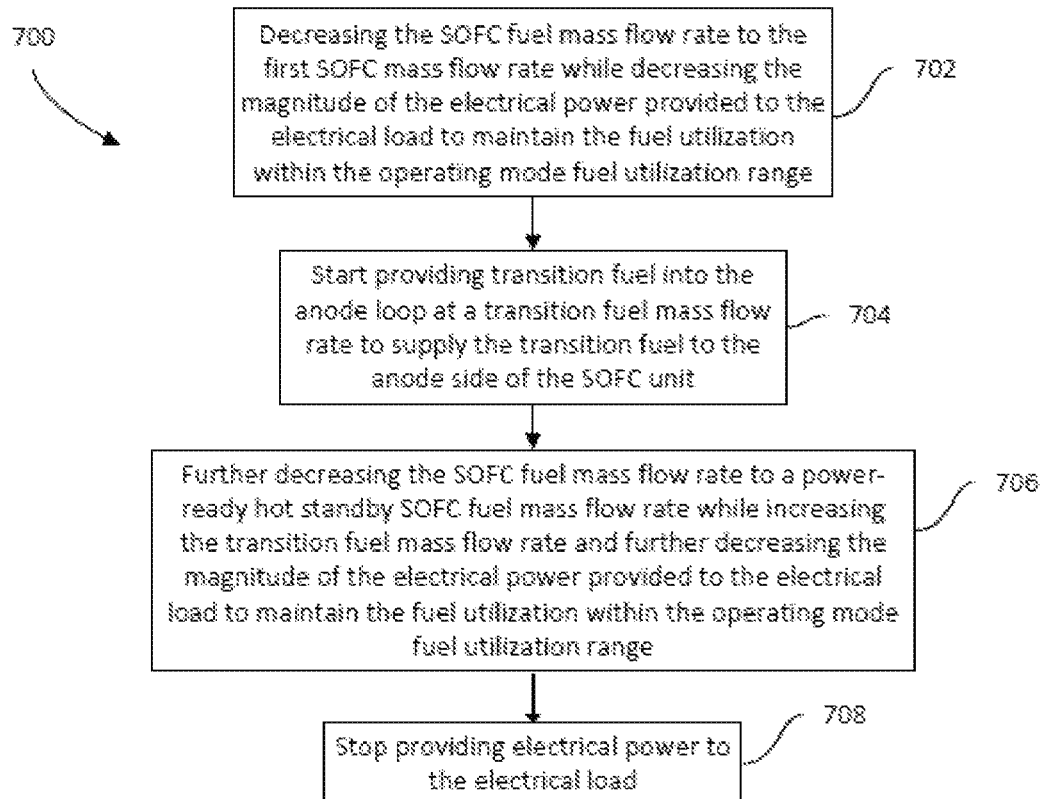 700
Decreasing the SOFC fuel mass flow rate to the
first SOFC mass flow rate while decreasing the
magnitude of the electrical power provided to the
electrical load to maintain the fuel utilization
within the operating mode fuel utilization range
702
Start providing transition fuel into the
anode loop at a transition fuel mass flow
rate to supply the transition fuel to the
anode side of the SOFC unit
704
Further decreasing the SOFC fuel mass flow rate to a power-
ready hot standby SOFC fuel mass flow rate while increasing
the transition fuel mass flow rate and further decreasing the
magnitude of the electrical power provided to the electrical
load to maintain the fuel utilization within the operating mode
fuel utilization range
706
Stop providing electrical power to
the electrical load
708